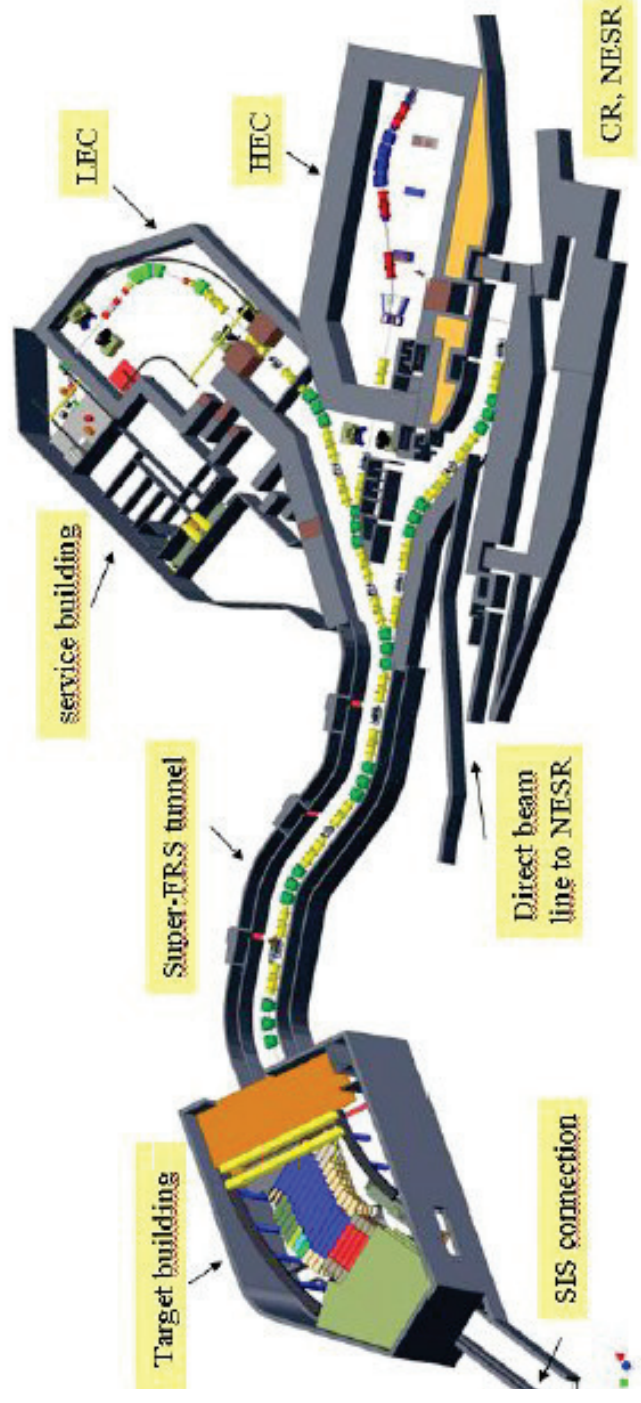 Target building
SIS connection
Super-FRS tunnel
service building
Direct beam
line to NESR
LEC
HEC
CR, NESR